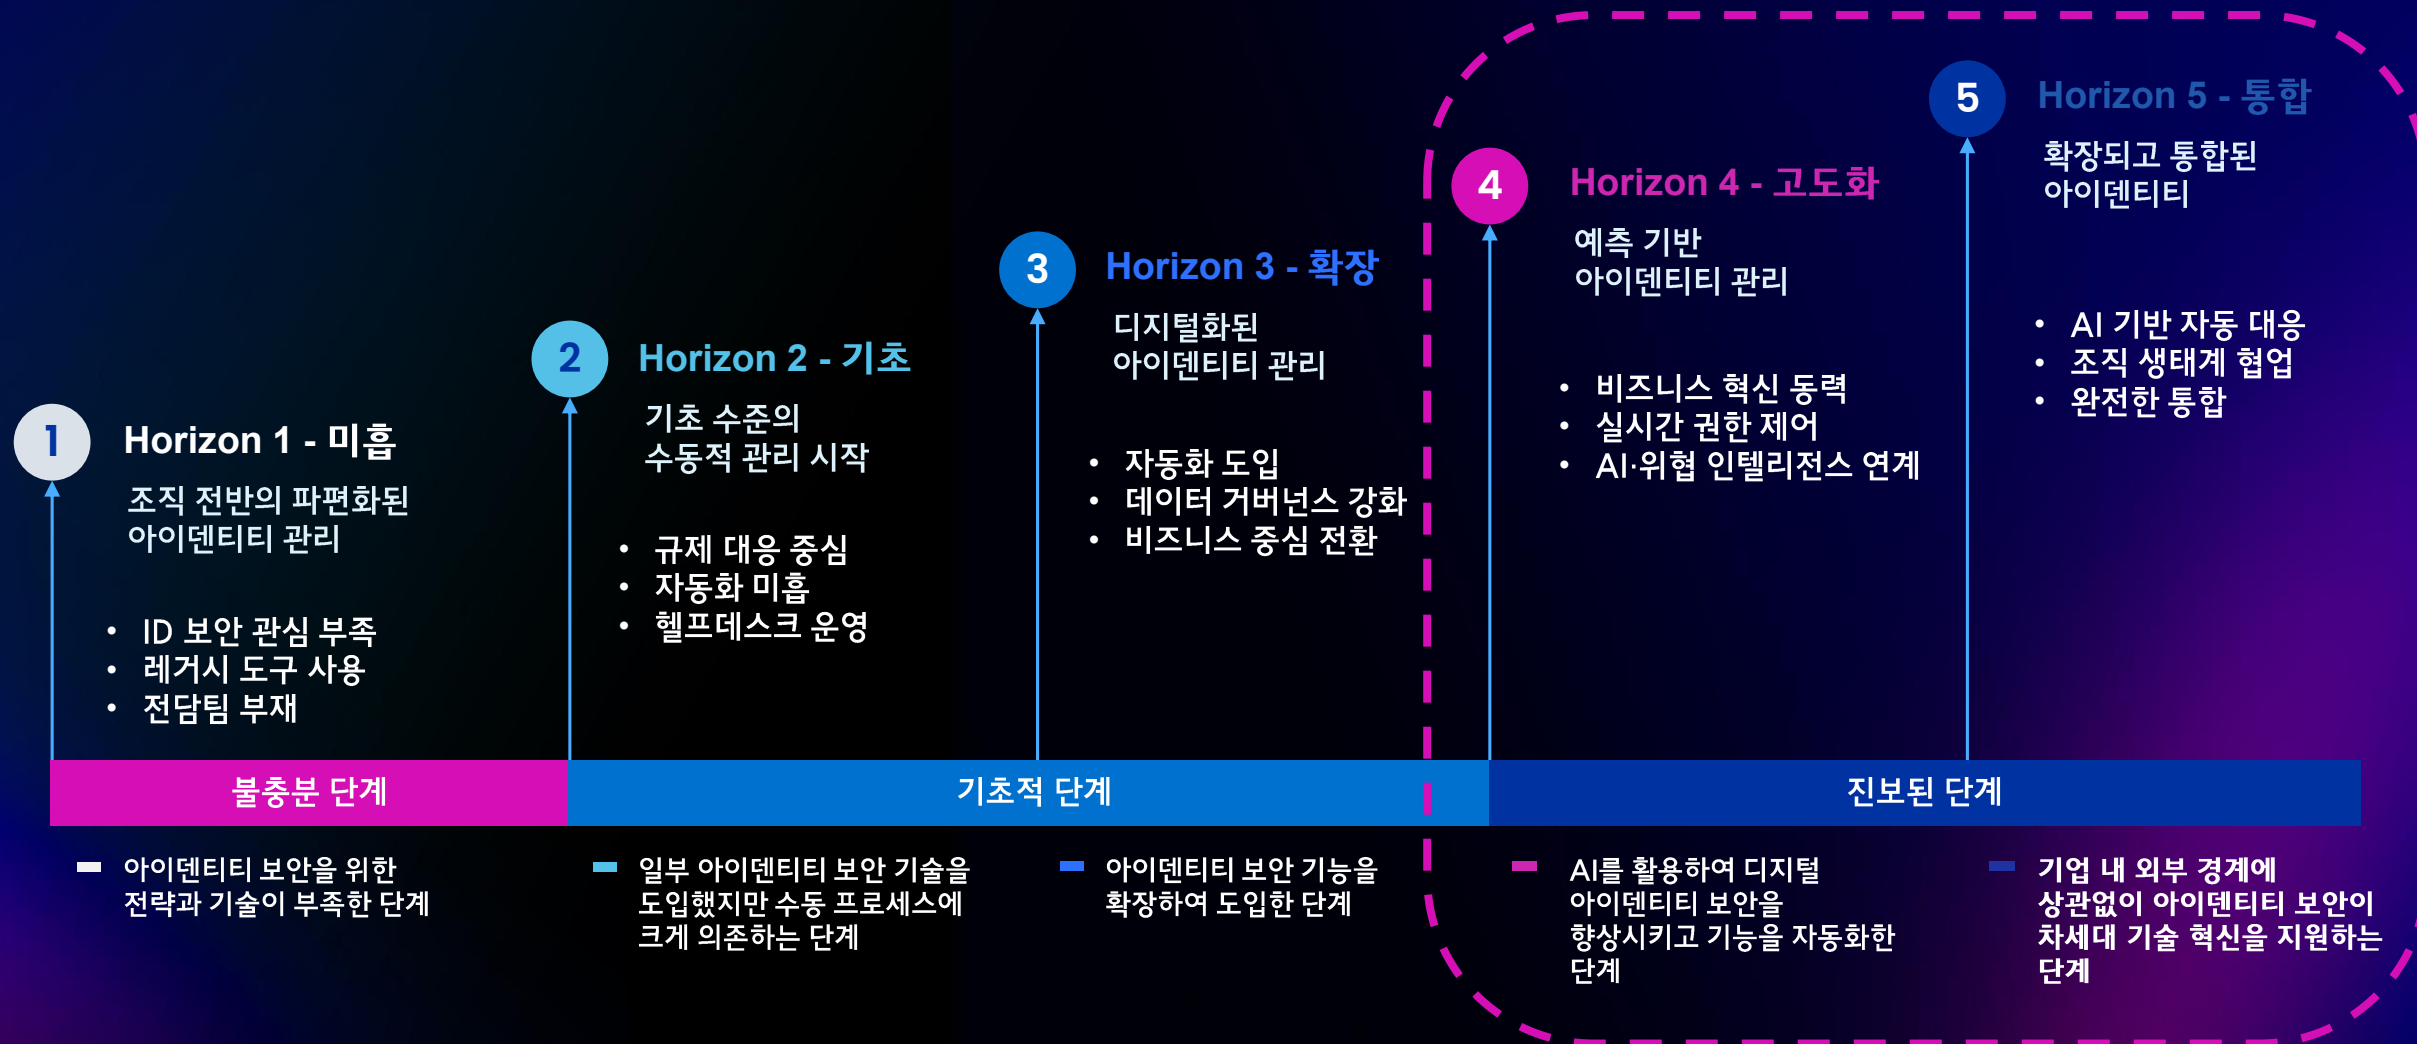 1
Horizon 1 - 미흡
조직 전반의 파편화된
아이덴티티 관리
• ID 보안 관심 부족
• 레거시 도구 사용
• 전담팀 부재
2
Horizon 2 - 기초
기초 수준의
수동적 관리 시작
• 규제 대응 중심
• 자동화 미흡
• 헬프데스크 운영
3
Horizon 3 - 확장
디지털화된
아이덴티티 관리
• 자동화 도입
• 데이터 거버넌스 강화
• 비즈니스 중심 전환
4
Horizon 4 - 고도화
예측 기반
아이덴티티 관리
• 비즈니스 혁신 동력
• 실시간 권한 제어
• AI·위협 인텔리전스 연계
5
Horizon 5 - 통합
확장되고 통합된
아이덴티티
• AI 기반 자동 대응
• 조직 생태계 협업
• 완전한 통합
불충분 단계
기초적 단계
진보된 단계
아이덴티티 보안을 위한
전략과 기술이 부족한 단계
일부 아이덴티티 보안 기술을
도입했지만 수동 프로세스에
크게 의존하는 단계
아이덴티티 보안 기능을
확장하여 도입한 단계
AI를 활용하여 디지털
아이덴티티 보안을
향상시키고 기능을 자동화한
단계
기업 내 외부 경계에
상관없이 아이덴티티 보안이
차세대 기술 혁신을 지원하는
단계